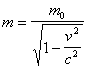 m = m₀ / √(1 − v² / c²)